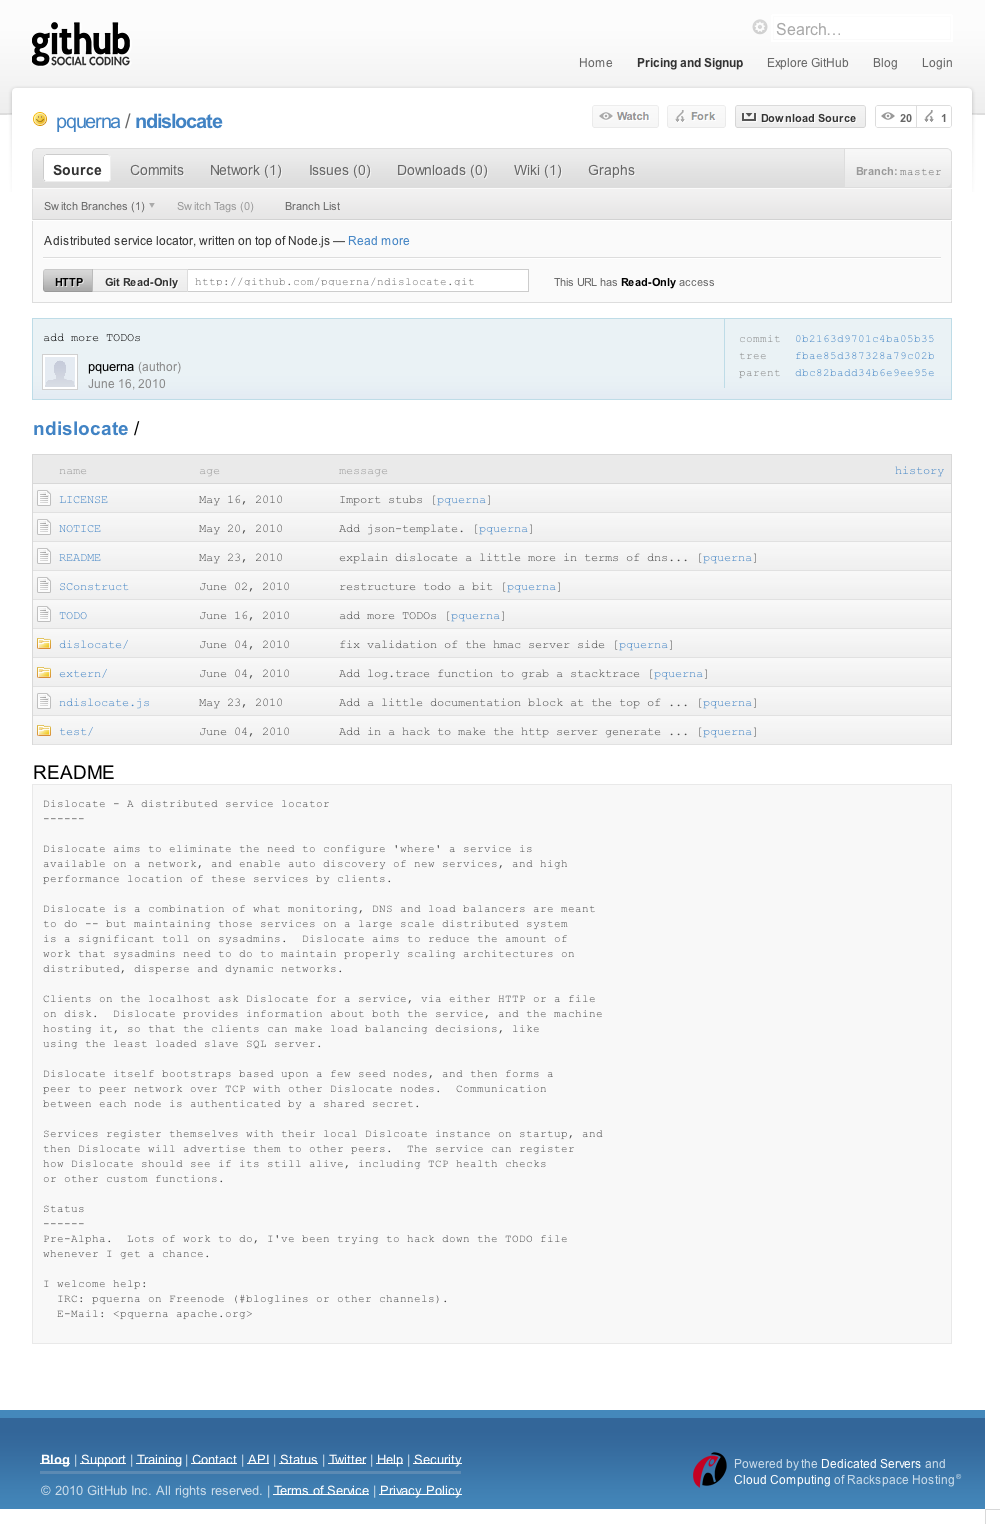 github
SOCIAL CODING
Search...
Home Pricing and Signup Explore GitHub Blog Login
pquerna / ndislocate
Watch Fork Download Source 20 1
Source Commits Network (1) Issues (0) Downloads (0) Wiki (1) Graphs Branch: master
Switch Branches (1) Switch Tags (0) Branch List
A distributed service locator, written on top of Node.js — Read more
HTTP Git Read-Only http://github.com/pquerna/ndislocate.git This URL has Read-Only access
add more TODOs
pquerna (author)
June 16, 2010
commit 0b2163d9701c4ba05b35
tree fbae85d387328a79c02b
parent dbc82badd34b6e9ee95e
ndislocate /
name age message history
LICENSE May 16, 2010 Import stubs [pquerna]
NOTICE May 20, 2010 Add json-template. [pquerna]
README May 23, 2010 explain dislocate a little more in terms of dns... [pquerna]
SConstruct June 02, 2010 restructure todo a bit [pquerna]
TODO June 16, 2010 add more TODOs [pquerna]
dislocate/ June 04, 2010 fix validation of the hmac server side [pquerna]
extern/ June 04, 2010 Add log.trace function to grab a stacktrace [pquerna]
ndislocate.js May 23, 2010 Add a little documentation block at the top of ... [pquerna]
test/ June 04, 2010 Add in a hack to make the http server generate ... [pquerna]
README
Dislocate - A distributed service locator
------
Dislocate aims to eliminate the need to configure 'where' a service is
available on a network, and enable auto discovery of new services, and high
performance location of these services by clients.
Dislocate is a combination of what monitoring, DNS and load balancers are meant
to do -- but maintaining those services on a large scale distributed system
is a significant toll on sysadmins.  Dislocate aims to reduce the amount of
work that sysadmins need to do to maintain properly scaling architectures on
distributed, disperse and dynamic networks.
Clients on the localhost ask Dislocate for a service, via either HTTP or a file
on disk.  Dislocate provides information about both the service, and the machine
hosting it, so that the clients can make load balancing decisions, like
using the least loaded slave SQL server.
Dislocate itself bootstraps based upon a few seed nodes, and then forms a
peer to peer network over TCP with other Dislocate nodes.  Communication
between each node is authenticated by a shared secret.
Services register themselves with their local Dislcoate instance on startup, and
then Dislocate will advertise them to other peers.  The service can register
how Dislocate should see if its still alive, including TCP health checks
or other custom functions.
Status
------
Pre-Alpha.  Lots of work to do, I've been trying to hack down the TODO file
whenever I get a chance.
I welcome help:
IRC: pquerna on Freenode (#bloglines or other channels).
E-Mail: <pquerna apache.org>
Blog | Support | Training | Contact | API | Status | Twitter | Help | Security
© 2010 GitHub Inc. All rights reserved. | Terms of Service | Privacy Policy
Powered by the Dedicated Servers and
Cloud Computing of Rackspace Hosting®